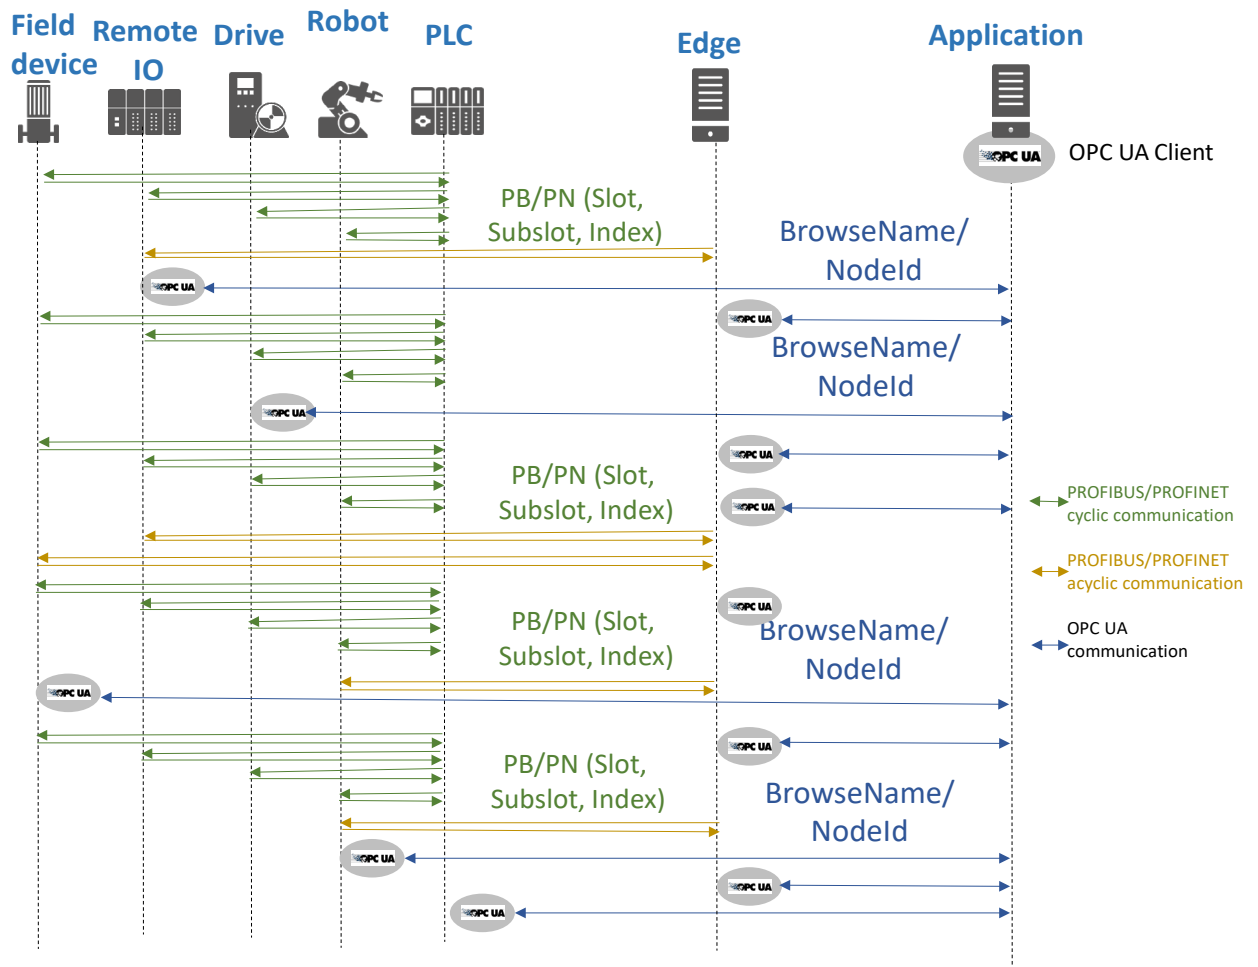 Field
device
Remote
IO
Drive
Robot
PLC
Edge
Application
OPC UA
OPC UA Client
PB/PN (Slot,
Subslot, Index)
BrowseName/
NodeId
OPC UA
OPC UA
BrowseName/
NodeId
OPC UA
OPC UA
PB/PN (Slot,
Subslot, Index)
OPC UA
PROFIBUS/PROFINET
cyclic communication
PROFIBUS/PROFINET
acyclic communication
OPC UA
PB/PN (Slot,
Subslot, Index)
BrowseName/
NodeId
OPC UA
communication
OPC UA
OPC UA
PB/PN (Slot,
Subslot, Index)
BrowseName/
NodeId
OPC UA
OPC UA
OPC UA